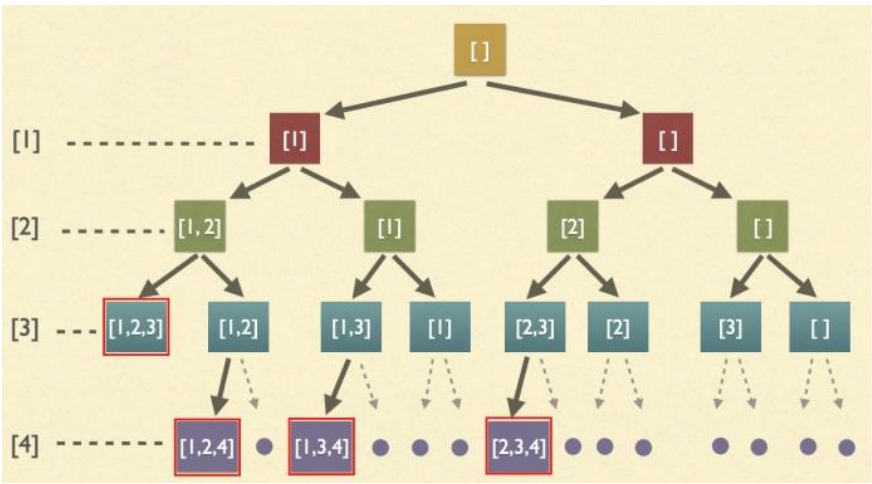 [ ]
[1] [1] [ ]
[2] [1, 2] [1] [2] [ ]
[3] [1,2,3] [1,2] [1,3] [1] [2,3] [2] [3] [ ]
[4] [1,2,4] [1,3,4] [2,3,4]